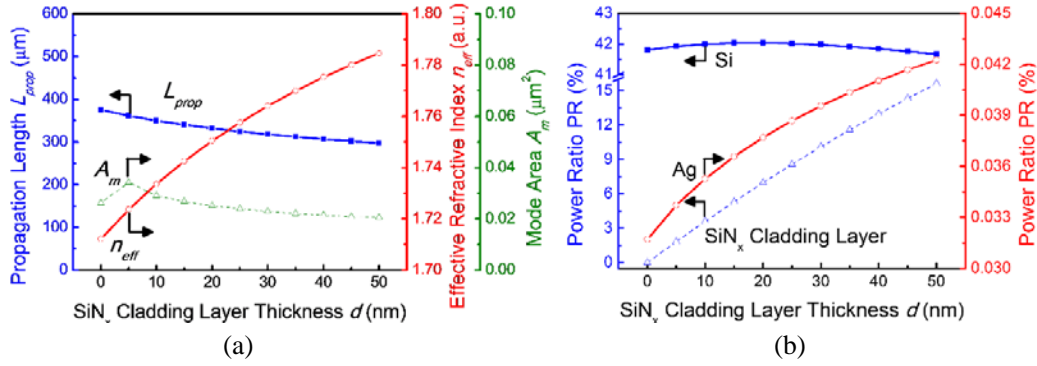 600
500
400
300
200
150
100
50
0
Propagation Length L_prop (μm)
1.80
1.78
1.76
1.74
1.72
1.70
Effective Refractive Index n_eff (a.u.)
0.10
0.08
0.06
0.04
0.02
0.00
Mode Area A_m (μm²)
L_prop
A_m
n_eff
0 10 20 30 40 50
SiNₓ Cladding Layer Thickness d (nm)
(a)
43
42
41
15
12
9
6
3
0
Power Ratio PR (%)
0.045
0.042
0.039
0.036
0.033
0.030
Power Ratio PR (%)
Si
Ag
SiNₓ Cladding Layer
0 10 20 30 40 50
SiNₓ Cladding Layer Thickness d (nm)
(b)